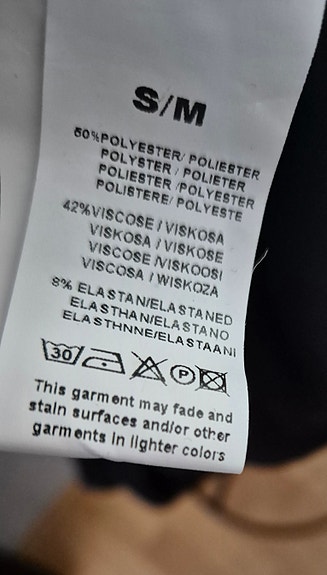 S/M
50%POLYESTER/ POLIESTER
POLYSTER / POLIETER
POLIESTER /POLYESTER
POLISTERE/ POLYESTE
42%VISCOSE / VISKOSA
VISKOSA / VISKOSE
VISCOSE /VISKOOSI
VISCOSA / WISKOZA
8% ELASTAN/ELASTANED
ELASTHAN/ELASTANO
ELASTHNNE/ELASTAANI
30 P
This garment may fade and
stain surfaces and/or other
garments in lighter colors